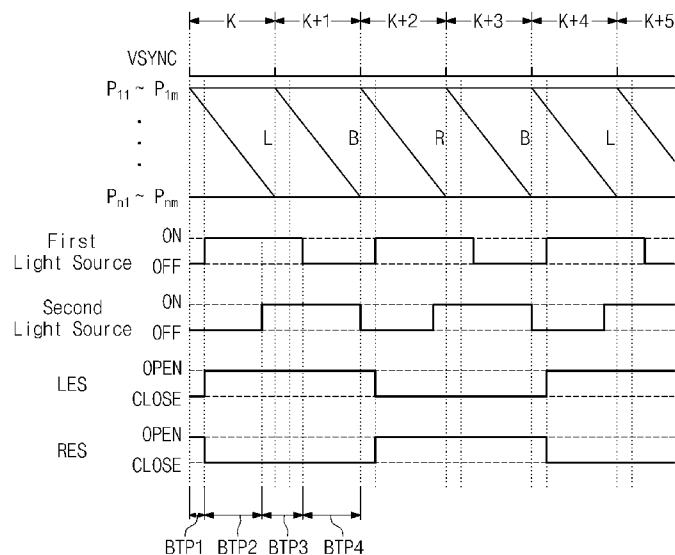 K K+1 K+2 K+3 K+4 K+5
VSYNC
P11 ~ P1m
L B R B L
Pn1 ~ Pnm
First Light Source
ON
OFF
Second Light Source
ON
OFF
LES
OPEN
CLOSE
RES
OPEN
CLOSE
BTP1 BTP2 BTP3 BTP4